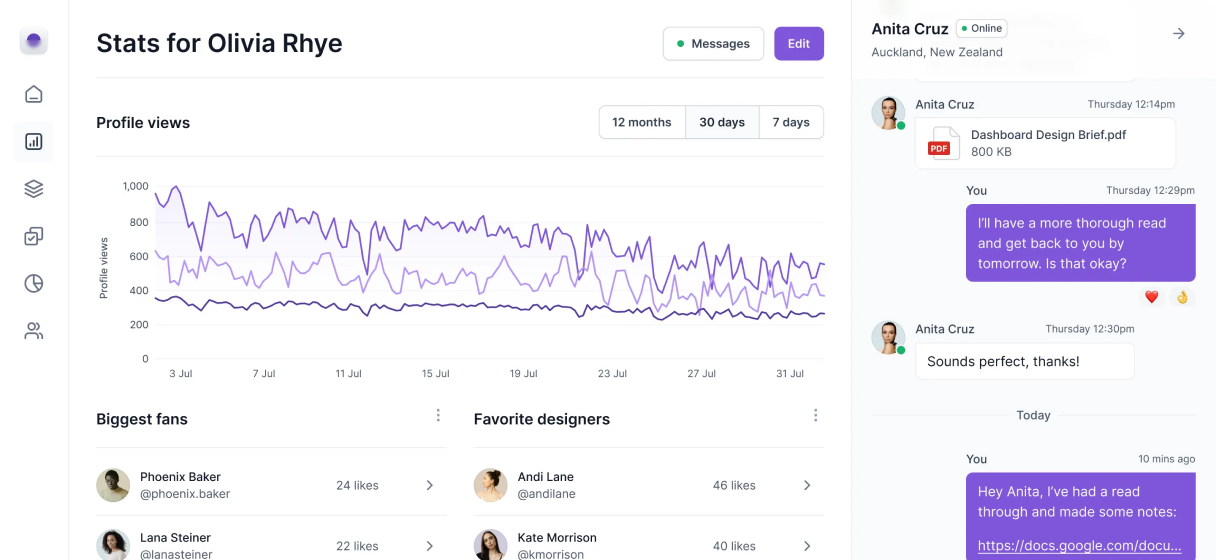 Stats for Olivia Rhye
Messages
Edit
Profile views
12 months
30 days
7 days
Profile views
1,000
800
600
400
200
0
3 Jul
7 Jul
11 Jul
15 Jul
19 Jul
23 Jul
27 Jul
31 Jul
Biggest fans
Phoenix Baker
@phoenix.baker
24 likes
Lana Steiner
@lanasteiner
22 likes
Favorite designers
Andi Lane
@andilane
46 likes
Kate Morrison
@kmorrison
40 likes
Anita Cruz
Online
Auckland, New Zealand
Anita Cruz
Thursday 12:14pm
PDF
Dashboard Design Brief.pdf
800 KB
You
Thursday 12:29pm
I’ll have a more thorough read
and get back to you by
tomorrow. Is that okay?
❤️
👌
Anita Cruz
Thursday 12:30pm
Sounds perfect, thanks!
Today
You
10 mins ago
Hey Anita, I’ve had a read
through and made some notes:
https://docs.google.com/docu...